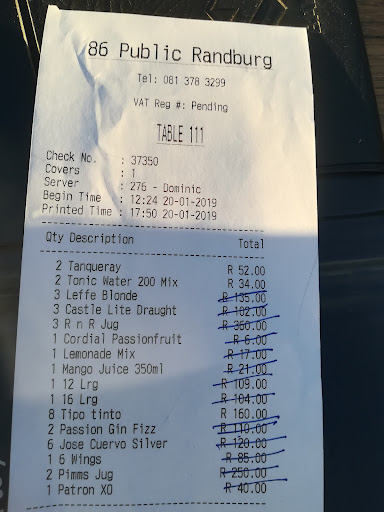 86 Public Randburg
Tel: 081 378 3299
VAT Reg #: Pending
TABLE 111
Check No. : 37350
Covers : 1
Server : 276 - Dominic
Begin Time : 12:24 20-01-2019
Printed Time : 17:50 20-01-2019
Qty Description Total
2 Tanqueray R 52.00
2 Tonic Water 200 Mix R 34.00
3 Leffe Blonde R 135.00
3 Castle Lite Draught R 102.00
3 R n R Jug R 360.00
1 Cordial Passionfruit R 6.00
1 Lemonade Mix R 17.00
1 Mango Juice 350ml R 21.00
1 12 Lrg R 109.00
1 16 Lrg R 104.00
8 Tipo tinto R 160.00
2 Passion Gin Fizz R 110.00
6 Jose Cuervo Silver R 120.00
1 6 Wings R 85.00
2 Pimms Jug R 250.00
1 Patron XO R 40.00